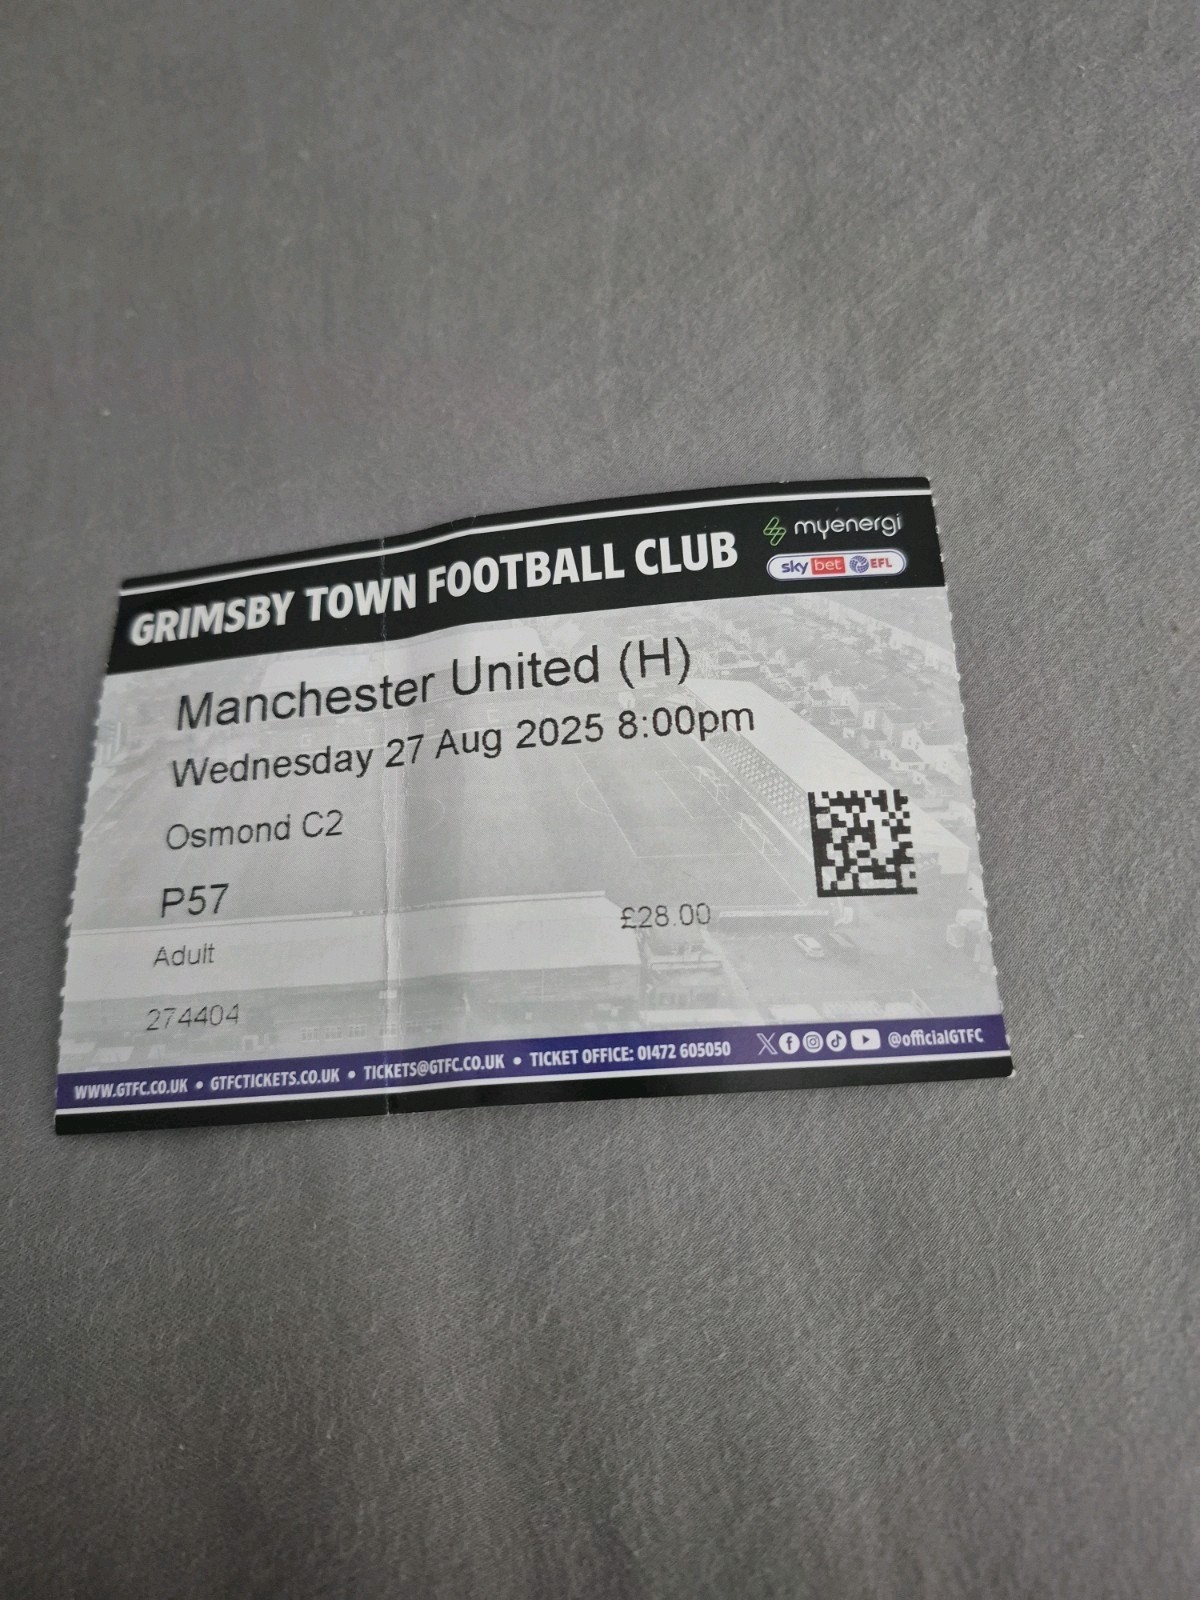 GRIMSBY TOWN FOOTBALL CLUB
myenergi
sky bet EFL
Manchester United (H)
Wednesday 27 Aug 2025 8:00pm
Osmond C2
P57
Adult
£28.00
274404
WWW.GTFC.CO.UK • GTFCTICKETS.CO.UK • TICKETS@GTFC.CO.UK • TICKET OFFICE: 01472 605050 @officialGTFC